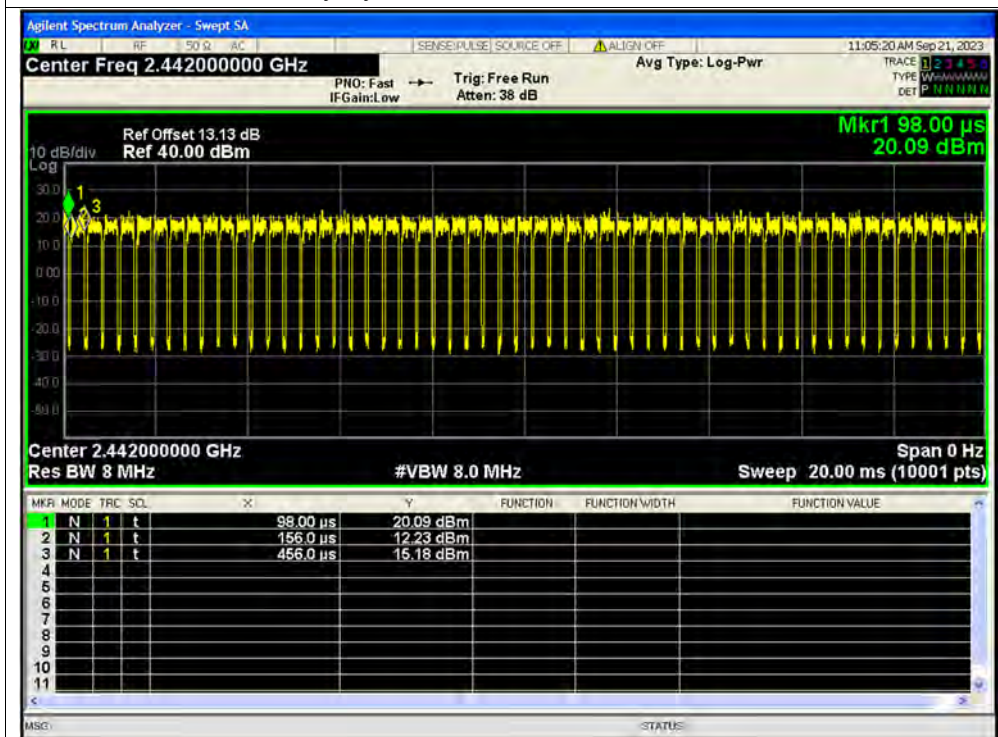 Agilent Spectrum Analyzer - Swept SA
RL RF 50 Ω AC SENSE:PULSE SOURCE OFF ALIGN OFF 11:05:20 AM Sep 21, 2023
Center Freq 2.442000000 GHz
PNO: Fast
IFGain:Low
Trig: Free Run
Atten: 38 dB
Avg Type: Log-Pwr
TRACE 1 2 3 4 5 6
TYPE
DET P N N N N N
Ref Offset 13.13 dB
Ref 40.00 dBm
10 dB/div
Log
Mkr1 98.00 µs
20.09 dBm
30.0
20.0
10.0
0.00
-10.0
-20.0
-30.0
-40.0
-50.0
1
3
Center 2.442000000 GHz
Span 0 Hz
Res BW 8 MHz
#VBW 8.0 MHz
Sweep 20.00 ms (10001 pts)
MKR MODE TRC SCL X Y FUNCTION FUNCTION WIDTH FUNCTION VALUE
1 N 1 t 98.00 µs 20.09 dBm
2 N 1 t 156.0 µs 12.23 dBm
3 N 1 t 456.0 µs 15.18 dBm
4
5
6
7
8
9
10
11
MSG
STATUS